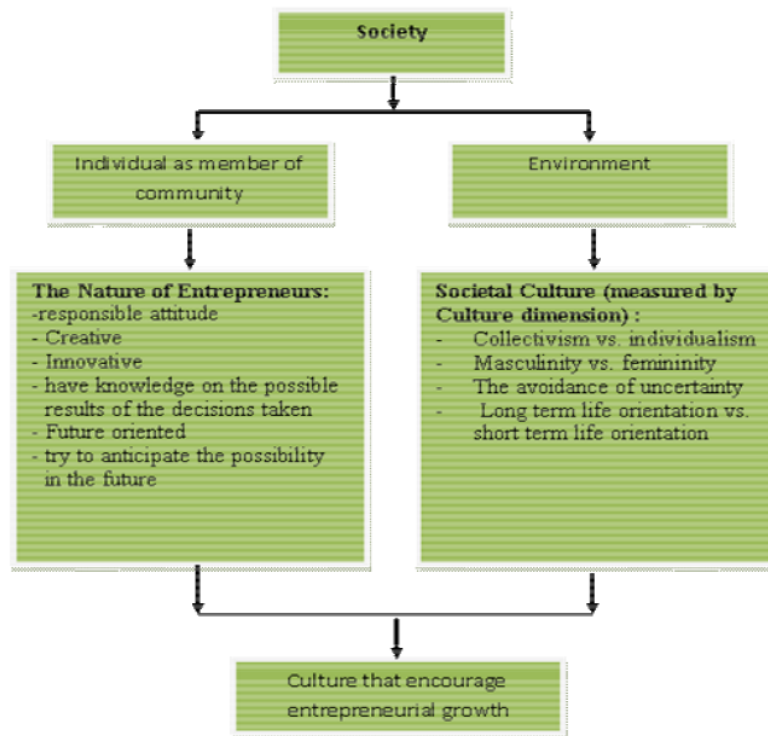 Society
Individual as member of
community
Environment
The Nature of Entrepreneurs:
-responsible attitude
- Creative
- Innovative
- have knowledge on the possible
results of the decisions taken
- Future oriented
- try to anticipate the possibility
in the future
Societal Culture (measured by
Culture dimension) :
- Collectivism vs. individualism
- Masculinity vs. femininity
- The avoidance of uncertainty
- Long term life orientation vs.
short term life orientation
Culture that encourage
entrepreneurial growth